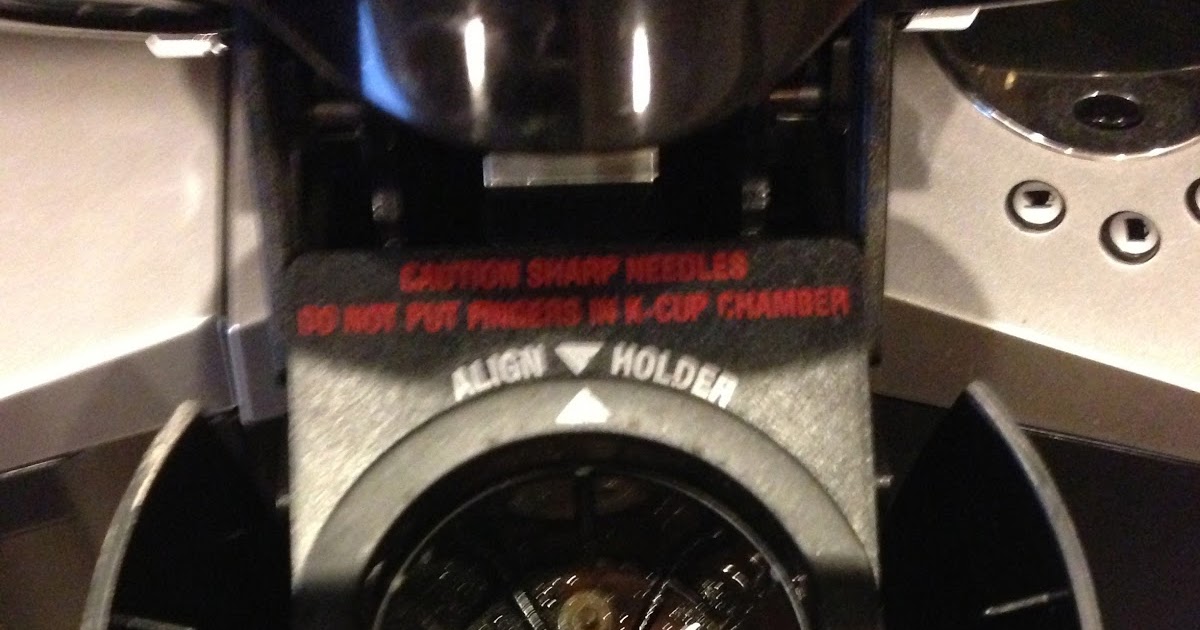 CAUTION SHARP NEEDLES
DO NOT PUT FINGERS IN K-CUP CHAMBER
ALIGN HOLDER